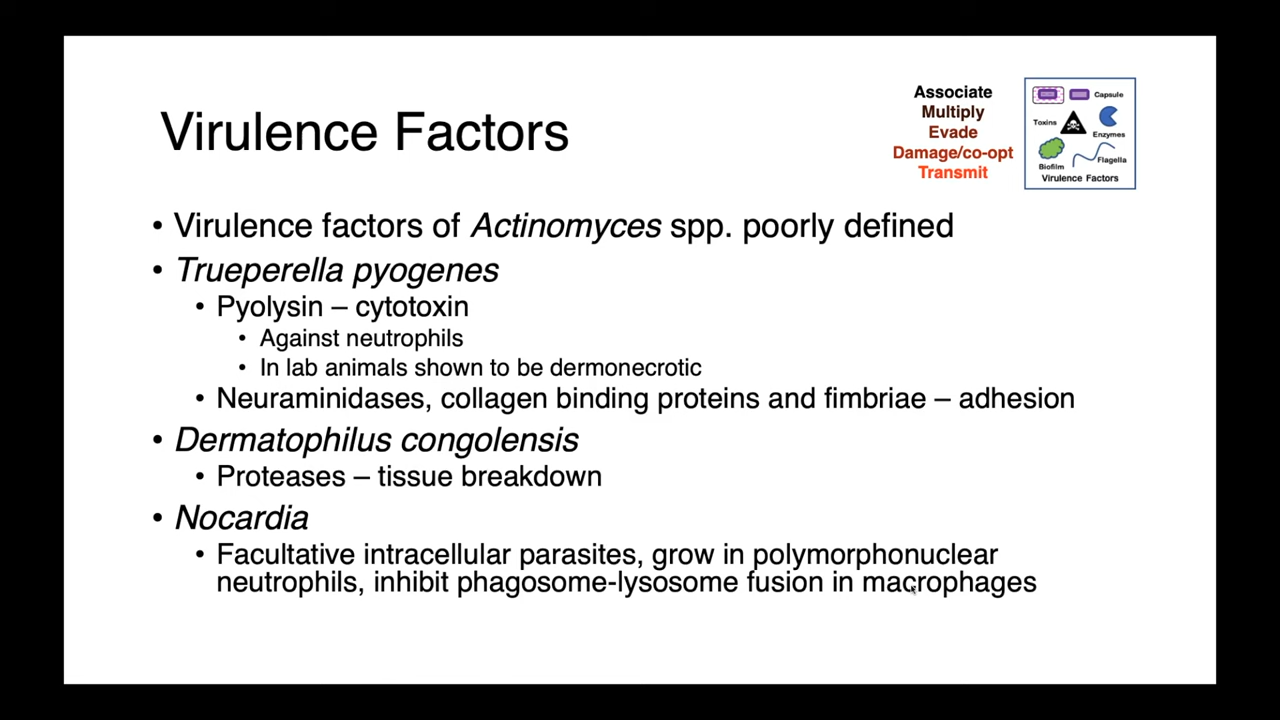 Associate
Multiply
Evade
Damage/co-opt
Transmit
Capsule
Toxins
Enzymes
Biofilm
Flagella
Virulence Factors
Virulence Factors
• Virulence factors of Actinomyces spp. poorly defined
• Trueperella pyogenes
• Pyolysin – cytotoxin
• Against neutrophils
• In lab animals shown to be dermonecrotic
• Neuraminidases, collagen binding proteins and fimbriae – adhesion
• Dermatophilus congolensis
• Proteases – tissue breakdown
• Nocardia
• Facultative intracellular parasites, grow in polymorphonuclear
neutrophils, inhibit phagosome-lysosome fusion in macrophages